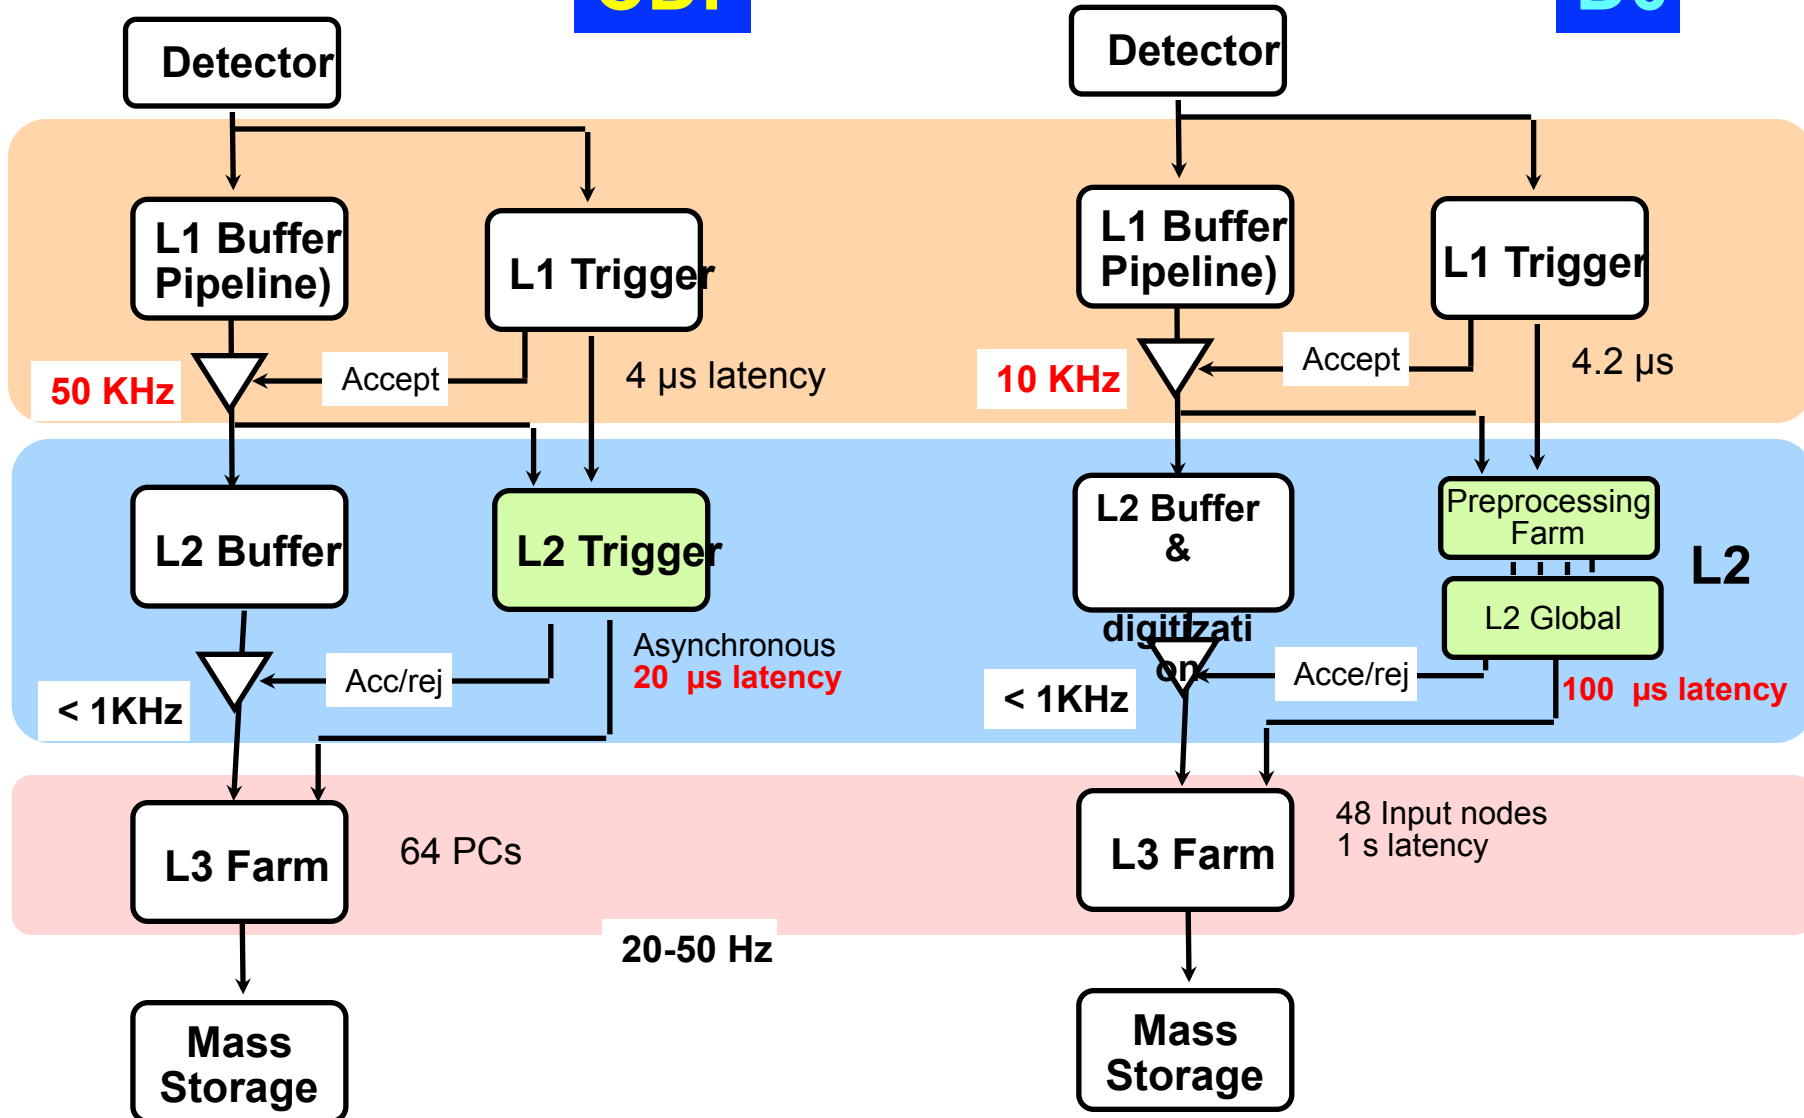 Detector
L1 Buffer
Pipeline)
L1 Trigger
50 KHz
Accept
4 µs latency
L2 Buffer
L2 Trigger
Asynchronous
20 µs latency
Acc/rej
< 1KHz
L3 Farm
64 PCs
20-50 Hz
Mass
Storage
Detector
L1 Buffer
Pipeline)
L1 Trigger
10 KHz
Accept
4.2 µs
L2 Buffer
&
digitizati
on
Preprocessing
Farm
L2
L2 Global
Acce/rej
100 µs latency
< 1KHz
L3 Farm
48 Input nodes
1 s latency
Mass
Storage